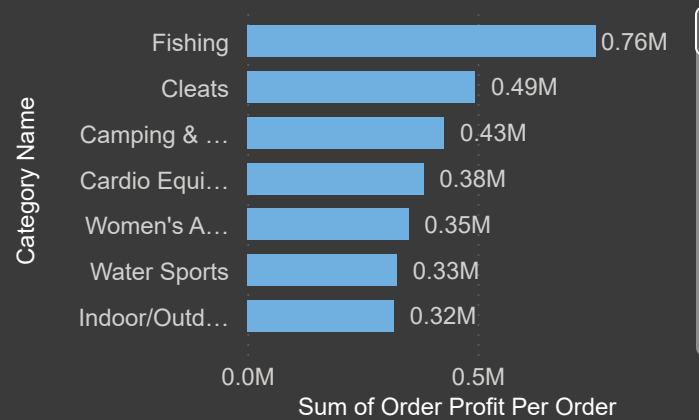 Category Name
Fishing 0.76M
Cleats 0.49M
Camping & … 0.43M
Cardio Equi… 0.38M
Women's A… 0.35M
Water Sports 0.33M
Indoor/Outd… 0.32M
0.0M 0.5M
Sum of Order Profit Per Order